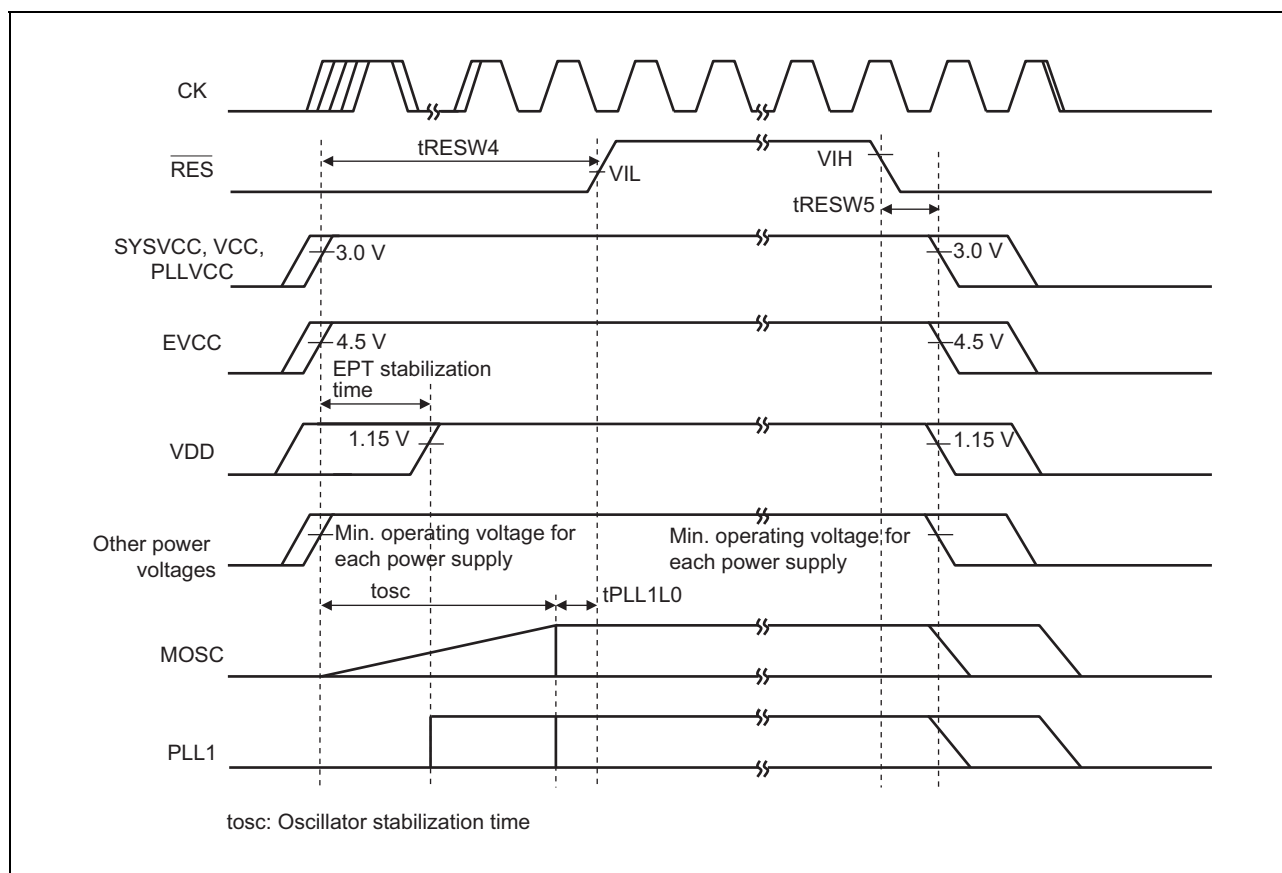 CK
tRESW4
RES
VIL
VIH
tRESW5
SYSVCC, VCC,
PLLVCC
3.0 V
3.0 V
EVCC
4.5 V
4.5 V
EPT stabilization
time
1.15 V
1.15 V
VDD
Other power
voltages
Min. operating voltage for
each power supply
Min. operating voltage for
each power supply
tosc
tPLL1L0
MOSC
PLL1
tosc: Oscillator stabilization time